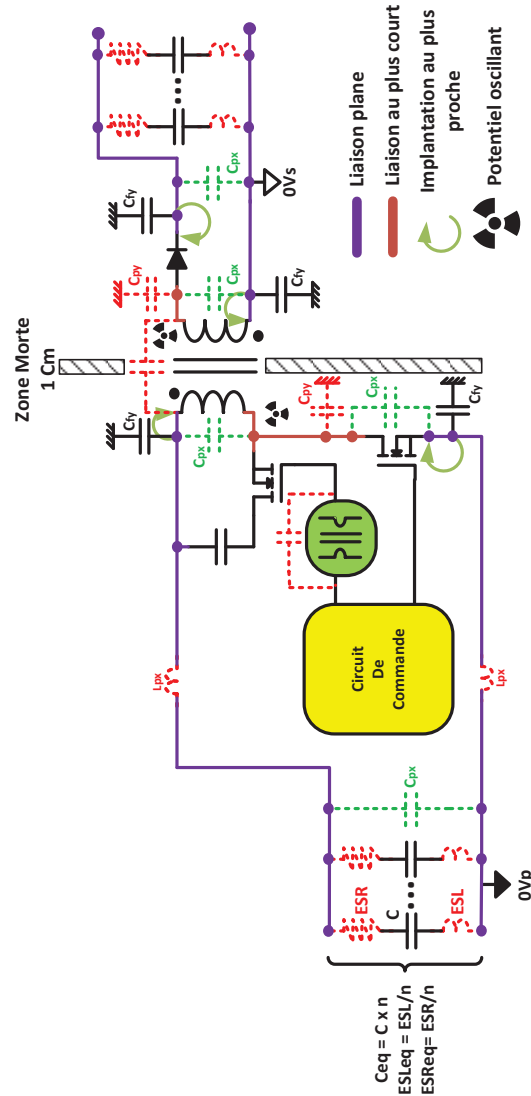 Zone Morte
1 Cm
Cfy
Cpy
Cpx
Cfy
Cpx
Cfy
Cpx
0Vs
Lpx
Cpx
Cpy
Cpx
Cfy
Circuit
De
Commande
Lpx
Cpx
ESR
C
ESL
0Vp
Ceq = C x n
ESLeq = ESL/n
ESReq= ESR/n
Liaison plane
Liaison au plus court
Implantation au plus
proche
Potentiel oscillant